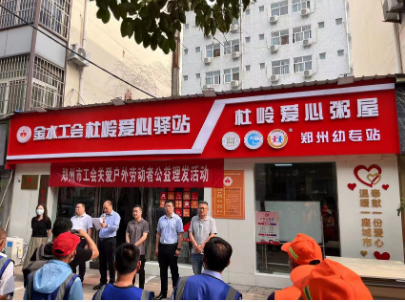 金水工会杜岭爱心驿站
杜岭爱心粥屋
郑州幼专站
郑州市工会关爱户外劳动者公益理发活动